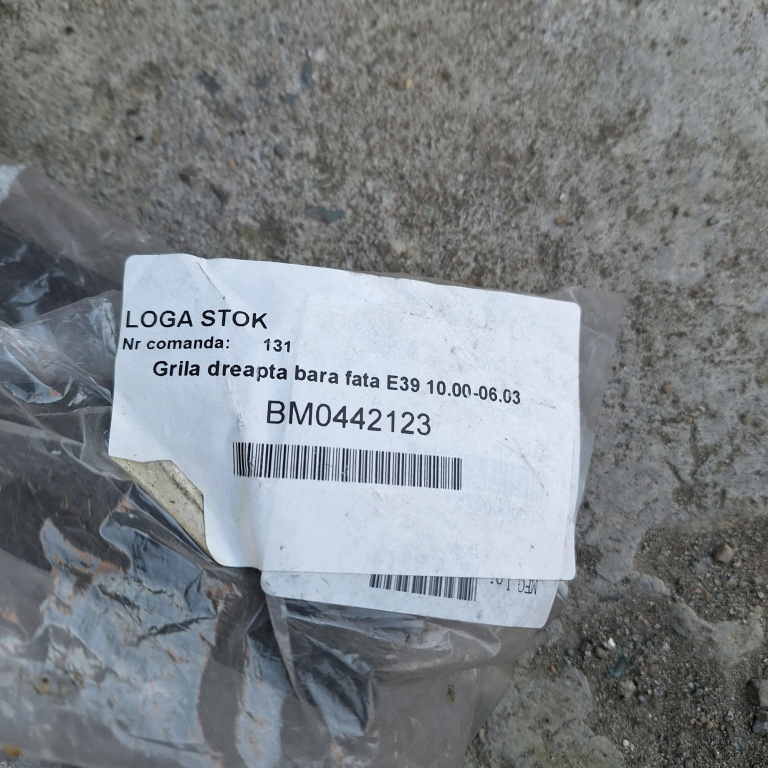 LOGA STOK
Nr comanda: 131
Grila dreapta bara fata E39 10.00-06.03
BM0442123